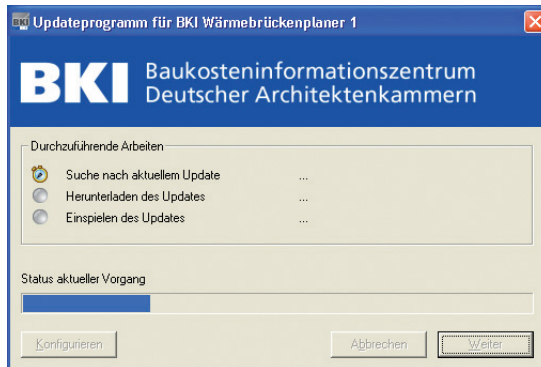 BKI Updateprogramm für BKI Wärmebrückenplaner 1
BKI Baukosteninformationszentrum
Deutscher Architektenkammern
Durchzuführende Arbeiten
Suche nach aktuellem Update ...
Herunterladen des Updates ...
Einspielen des Updates ...
Status aktueller Vorgang
Konfigurieren Abbrechen Weiter